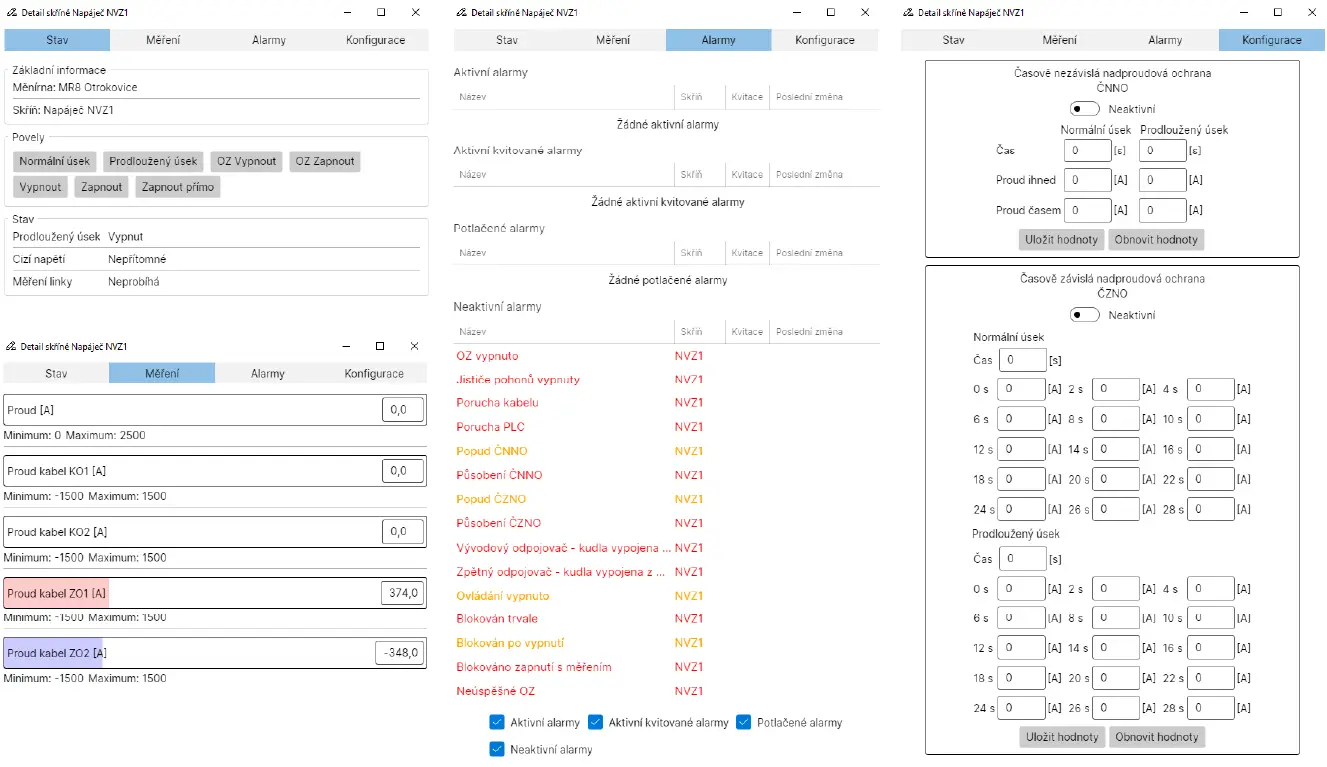 Detail skříně Napáječ NVZ1
Stav Měření Alarmy Konfigurace
Základní informace
Měnírna: MR8 Otrokovice
Skříň: Napáječ NVZ1
Povely
Normální úsek Prodloužený úsek OZ Vypnout OZ Zapnout
Vypnout Zapnout Zapnout přímo
Stav
Prodloužený úsek Vypnut
Cizí napětí Nepřítomné
Měření linky Neprobíhá
Detail skříně Napáječ NVZ1
Stav Měření Alarmy Konfigurace
Proud [A] 0,0
Minimum: 0 Maximum: 2500
Proud kabel KO1 [A] 0,0
Minimum: -1500 Maximum: 1500
Proud kabel KO2 [A] 0,0
Minimum: -1500 Maximum: 1500
Proud kabel ZO1 [A] 374,0
Minimum: -1500 Maximum: 1500
Proud kabel ZO2 [A] -348,0
Minimum: -1500 Maximum: 1500
Detail skříně Napáječ NVZ1
Stav Měření Alarmy Konfigurace
Aktivní alarmy
Název Skříň Kvitace Poslední změna
Žádné aktivní alarmy
Aktivní kvitované alarmy
Název Skříň Kvitace Poslední změna
Žádné aktivní kvitované alarmy
Potlačené alarmy
Název Skříň Kvitace Poslední změna
Žádné potlačené alarmy
Neaktivní alarmy
Název Skříň Kvitace Poslední změna
OZ vypnuto NVZ1
Jističe pohonů vypnuty NVZ1
Porucha kabelu NVZ1
Porucha PLC NVZ1
Popud ČNNO NVZ1
Působení ČNNO NVZ1
Popud ČZNO NVZ1
Působení ČZNO NVZ1
Vývodový odpojovač - kudla vypojena ... NVZ1
Zpětný odpojovač - kudla vypojena z ... NVZ1
Ovládání vypnuto NVZ1
Blokován trvale NVZ1
Blokován po vypnutí NVZ1
Blokováno zapnutí s měřením NVZ1
Neúspěšné OZ NVZ1
Aktivní alarmy Aktivní kvitované alarmy Potlačené alarmy
Neaktivní alarmy
Detail skříně Napáječ NVZ1
Stav Měření Alarmy Konfigurace
Časově nezávislá nadproudová ochrana
ČNNO
Neaktivní
Normální úsek Prodloužený úsek
Čas 0 [s] 0 [s]
Proud ihned 0 [A] 0 [A]
Proud časem 0 [A] 0 [A]
Uložit hodnoty Obnovit hodnoty
Časově závislá nadproudová ochrana
ČZNO
Neaktivní
Normální úsek
Čas 0 [s]
0 s 0 [A] 2 s 0 [A] 4 s 0 [A]
6 s 0 [A] 8 s 0 [A] 10 s 0 [A]
12 s 0 [A] 14 s 0 [A] 16 s 0 [A]
18 s 0 [A] 20 s 0 [A] 22 s 0 [A]
24 s 0 [A] 26 s 0 [A] 28 s 0 [A]
Prodloužený úsek
Čas 0 [s]
0 s 0 [A] 2 s 0 [A] 4 s 0 [A]
6 s 0 [A] 8 s 0 [A] 10 s 0 [A]
12 s 0 [A] 14 s 0 [A] 16 s 0 [A]
18 s 0 [A] 20 s 0 [A] 22 s 0 [A]
24 s 0 [A] 26 s 0 [A] 28 s 0 [A]
Uložit hodnoty Obnovit hodnoty